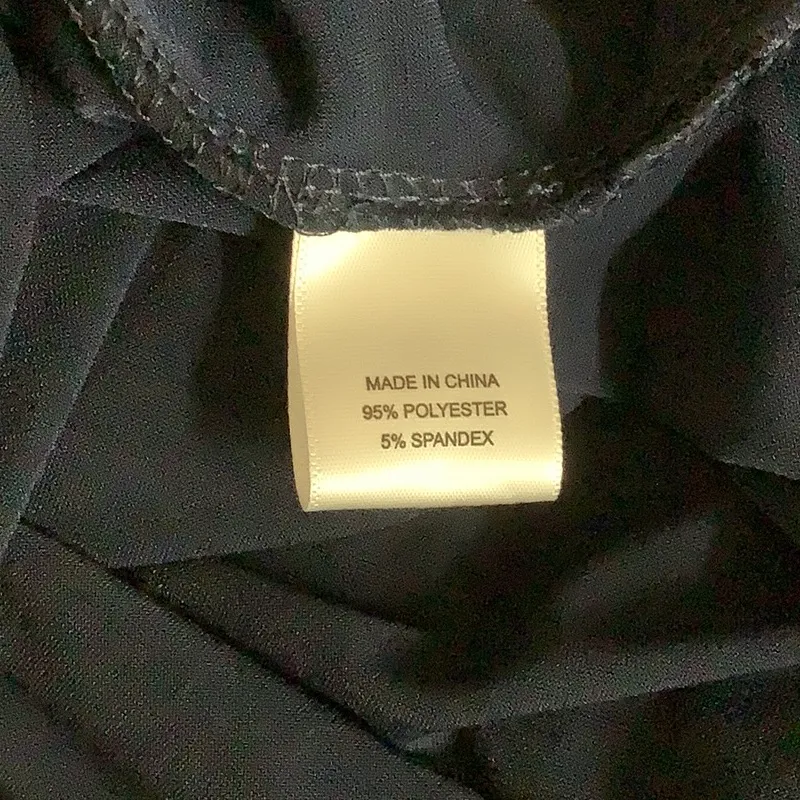 MADE IN CHINA
95% POLYESTER
5% SPANDEX